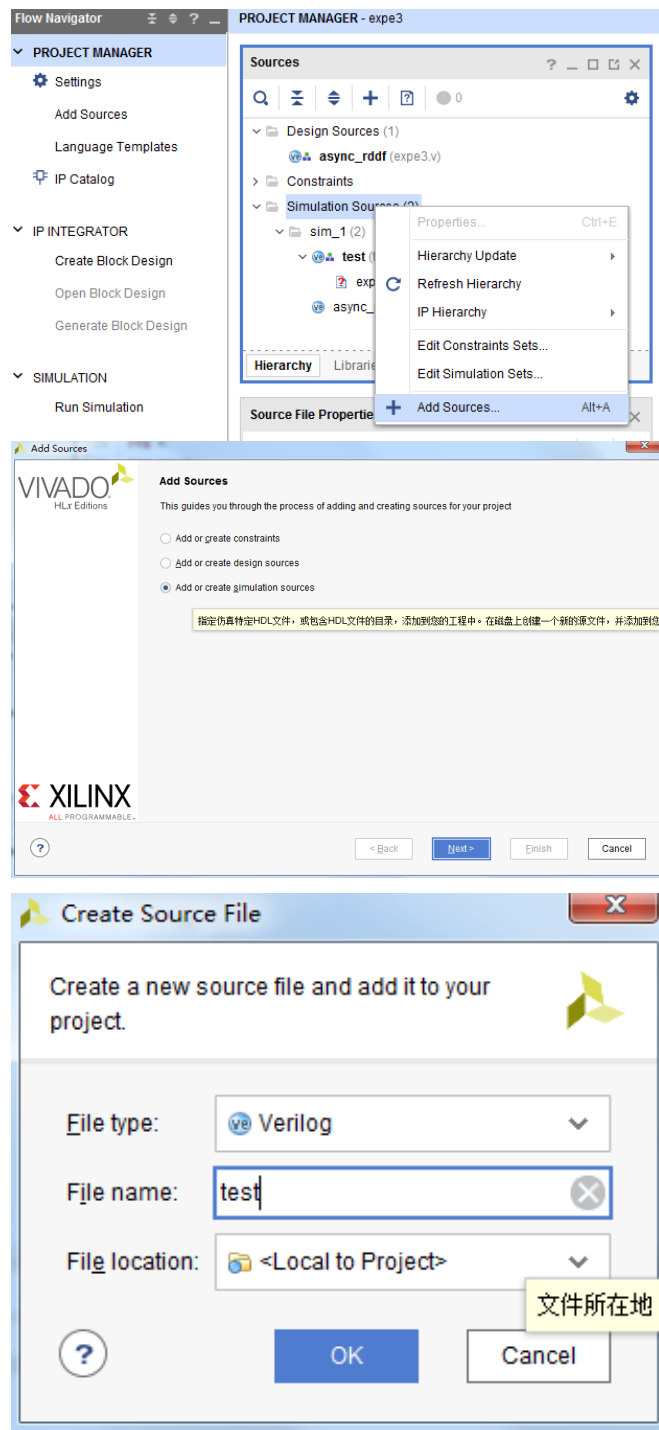 Flow Navigator
PROJECT MANAGER - expe3
PROJECT MANAGER
Settings
Add Sources
Language Templates
IP Catalog
IP INTEGRATOR
Create Block Design
Open Block Design
Generate Block Design
SIMULATION
Run Simulation
Sources
0
Design Sources (1)
async_rddf (expe3.v)
Constraints
Simulation Sources (2)
sim_1 (2)
test (
exp
async_
Hierarchy
Librarie
Properties... Ctrl+E
Hierarchy Update
Refresh Hierarchy
IP Hierarchy
Edit Constraints Sets...
Edit Simulation Sets...
Add Sources... Alt+A
Source File Propertie
Add Sources
VIVADO
HLx Editions
Add Sources
This guides you through the process of adding and creating sources for your project
Add or create constraints
Add or create design sources
Add or create simulation sources
指定仿真特定HDL文件，或包含HDL文件的目录，添加到您的工程中。在磁盘上创建一个新的源文件，并添加到您
XILINX
ALL PROGRAMMABLE.
?
< Back
Next >
Finish
Cancel
Create Source File
Create a new source file and add it to your
project.
File type: Verilog
File name: test
File location: <Local to Project>
文件所在地
?
OK
Cancel